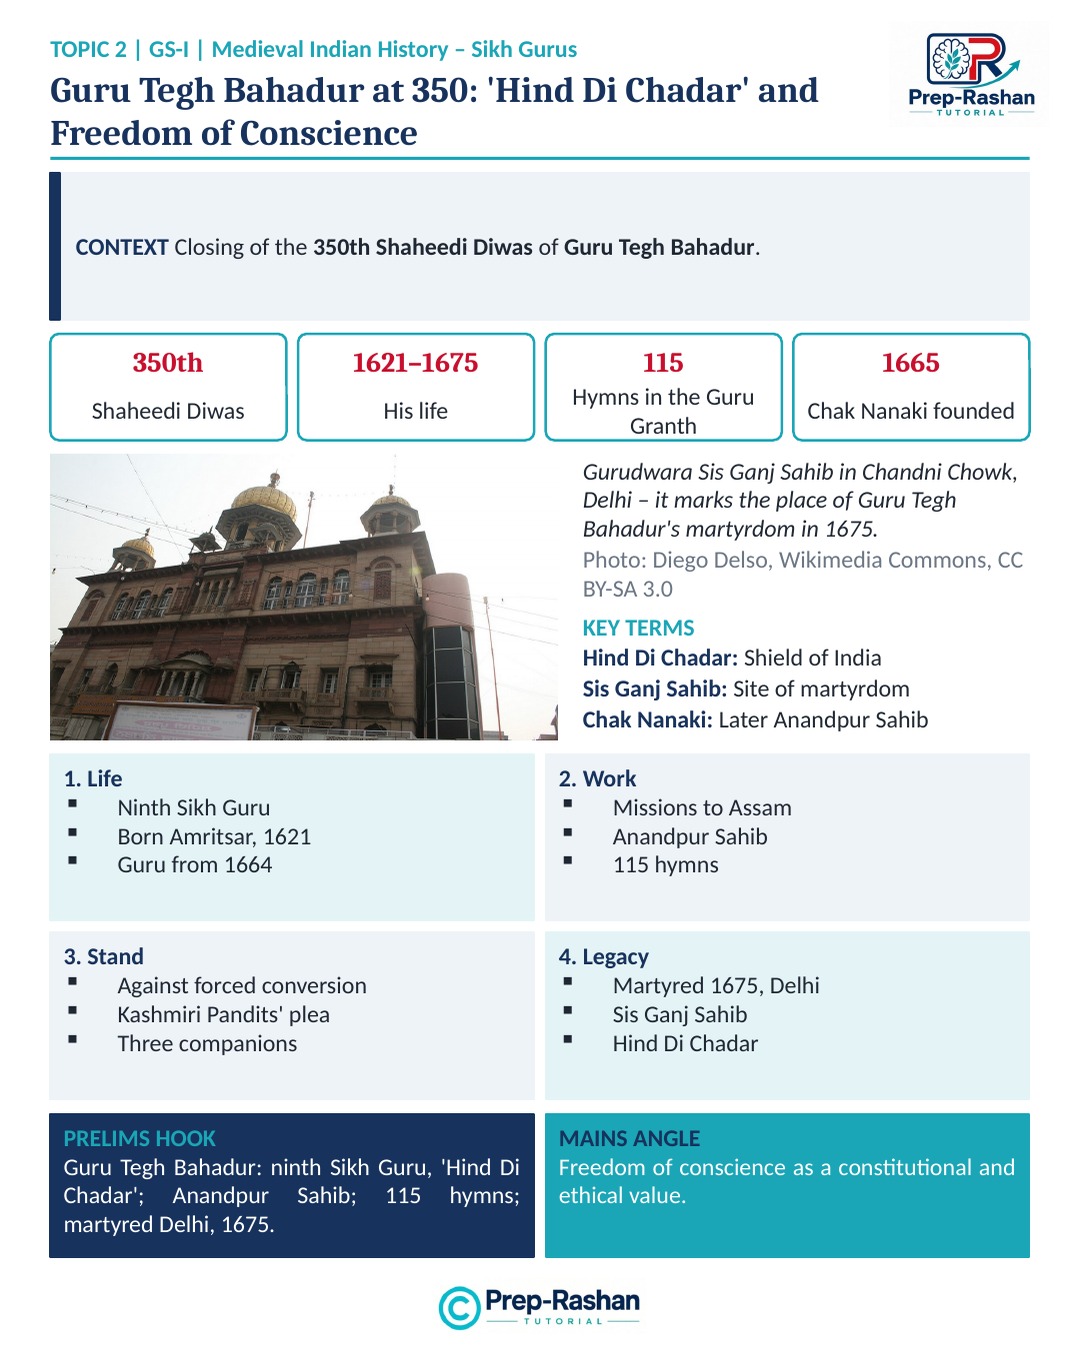 TOPIC 2 | GS-I | Medieval Indian History – Sikh Gurus
Guru Tegh Bahadur at 350: 'Hind Di Chadar' and
Freedom of Conscience
Prep-Rashan
TUTORIAL
CONTEXT Closing of the 350th Shaheedi Diwas of Guru Tegh Bahadur.
350th
Shaheedi Diwas
1621–1675
His life
115
Hymns in the Guru
Granth
1665
Chak Nanaki founded
Gurudwara Sis Ganj Sahib in Chandni Chowk,
Delhi – it marks the place of Guru Tegh
Bahadur's martyrdom in 1675.
Photo: Diego Delso, Wikimedia Commons, CC
BY-SA 3.0
KEY TERMS
Hind Di Chadar: Shield of India
Sis Ganj Sahib: Site of martyrdom
Chak Nanaki: Later Anandpur Sahib
1. Life
▪ Ninth Sikh Guru
▪ Born Amritsar, 1621
▪ Guru from 1664
2. Work
▪ Missions to Assam
▪ Anandpur Sahib
▪ 115 hymns
3. Stand
▪ Against forced conversion
▪ Kashmiri Pandits' plea
▪ Three companions
4. Legacy
▪ Martyred 1675, Delhi
▪ Sis Ganj Sahib
▪ Hind Di Chadar
PRELIMS HOOK
Guru Tegh Bahadur: ninth Sikh Guru, 'Hind Di
Chadar'; Anandpur Sahib; 115 hymns;
martyred Delhi, 1675.
MAINS ANGLE
Freedom of conscience as a constitutional and
ethical value.
© Prep-Rashan
TUTORIAL